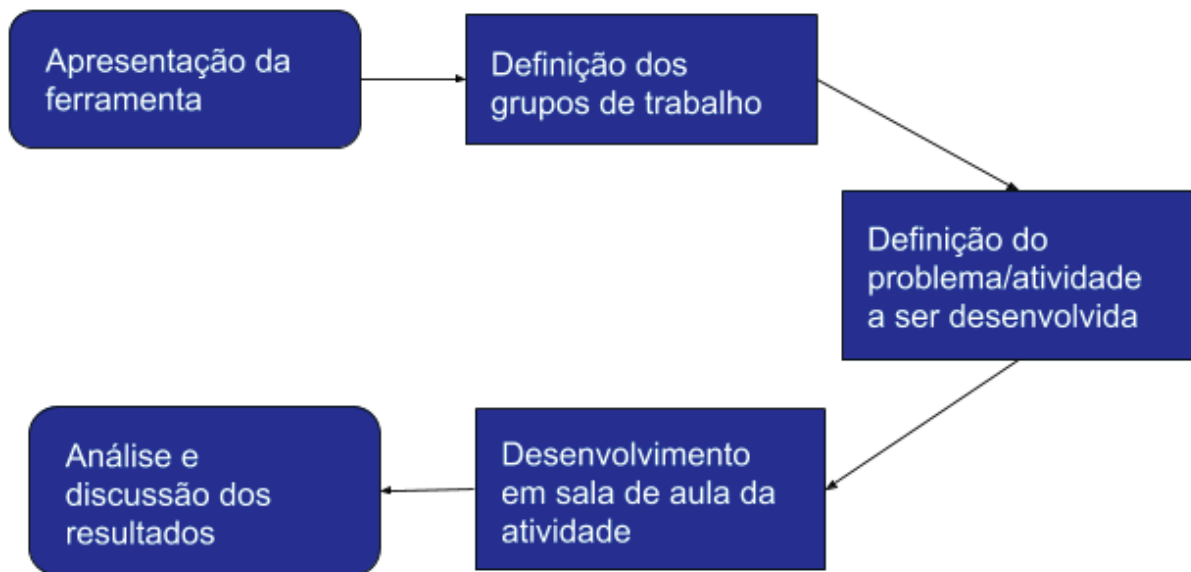 Apresentação da
ferramenta
Definição dos
grupos de trabalho
Definição do
problema/atividade
a ser desenvolvida
Desenvolvimento
em sala de aula da
atividade
Análise e
discussão dos
resultados